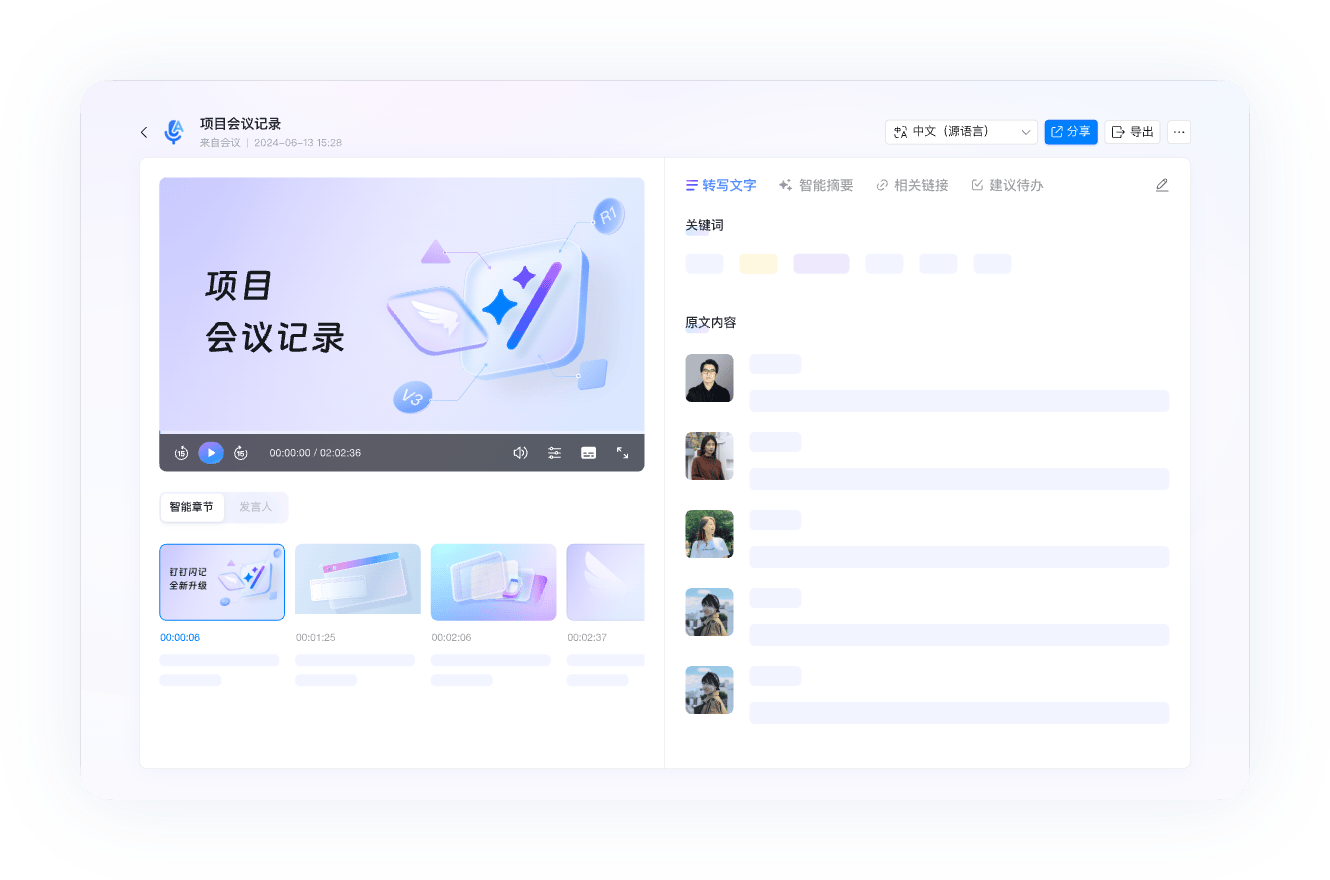 项目会议记录
来自会议 | 2024-06-13 15:28
中文（源语言）
分享
导出
项目
会议记录
R1
V3
15
15
00:00:00 / 02:02:36
智能章节
发言人
钉钉闪记
全新升级
00:00:06
00:01:25
00:02:06
00:02:37
转写文字
智能摘要
相关链接
建议待办
关键词
原文内容